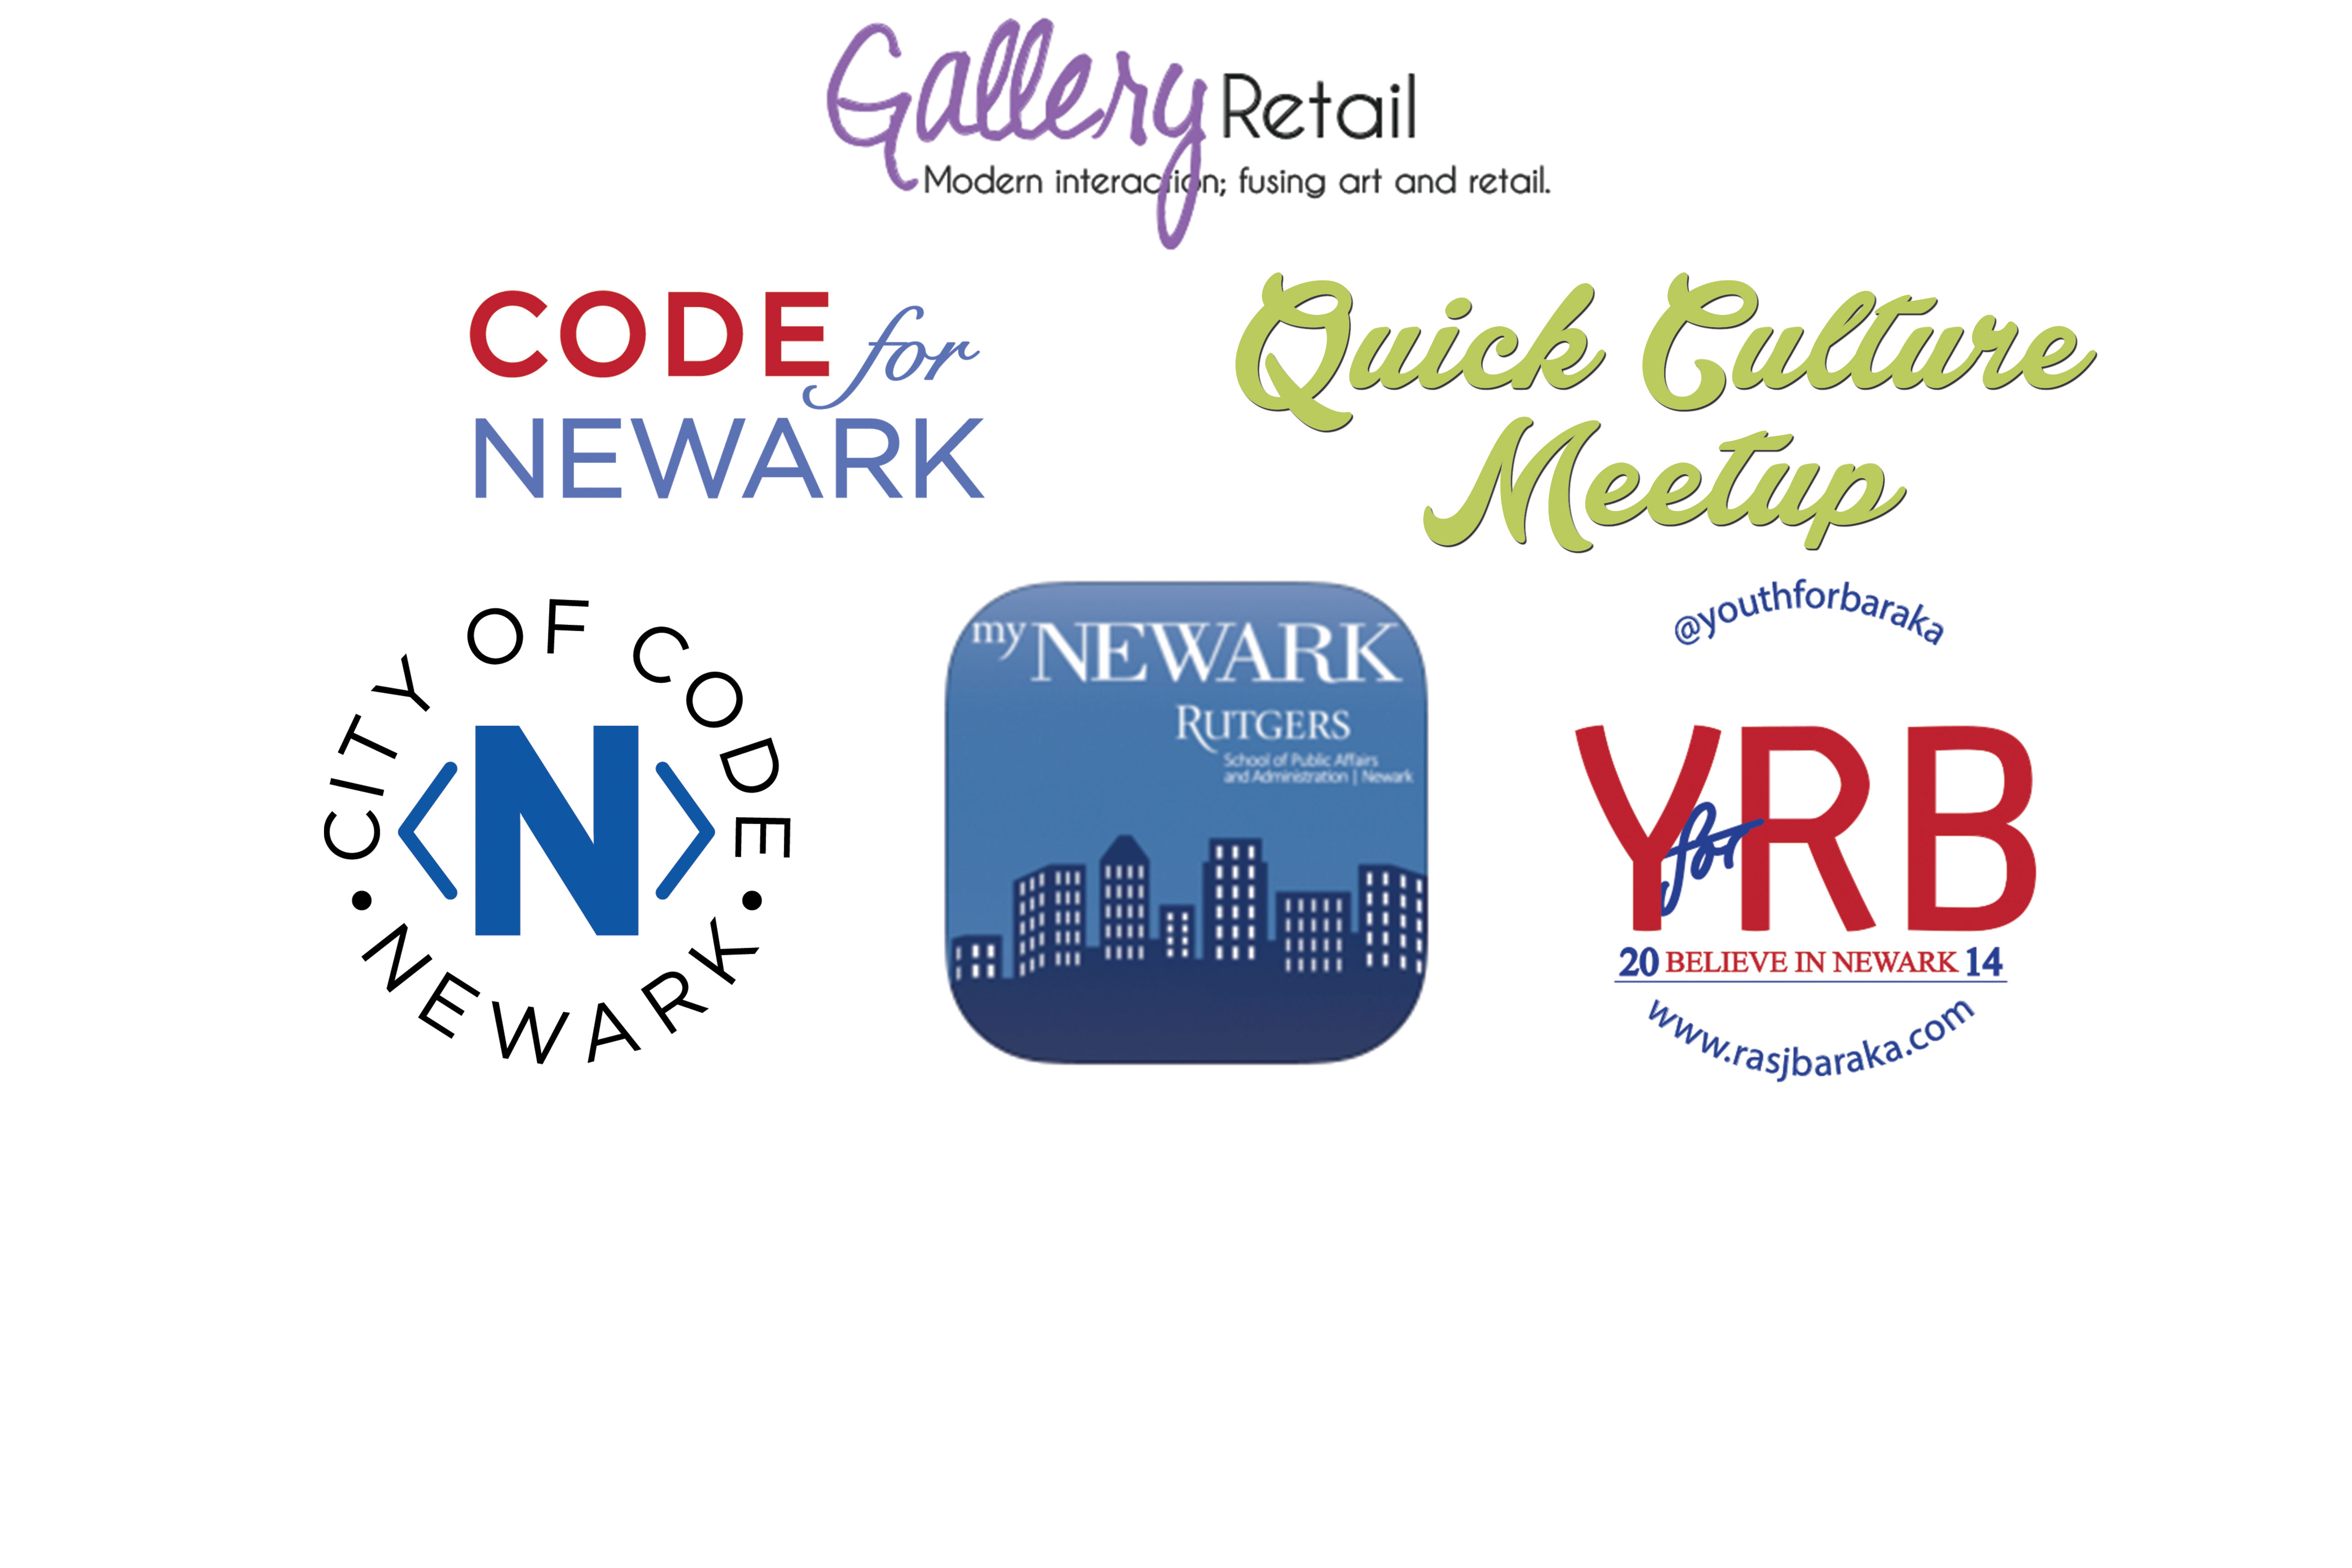 Gallery Retail
Modern interaction; fusing art and retail.
CODE for
NEWARK
Quick Culture
Meetup
CITY OF CODE
N
• NEWARK •
my NEWARK
RUTGERS
School of Public Affairs
and Administration | Newark
@youthforbaraka
Y for RB
20 BELIEVE IN NEWARK 14
www.rasjbaraka.com